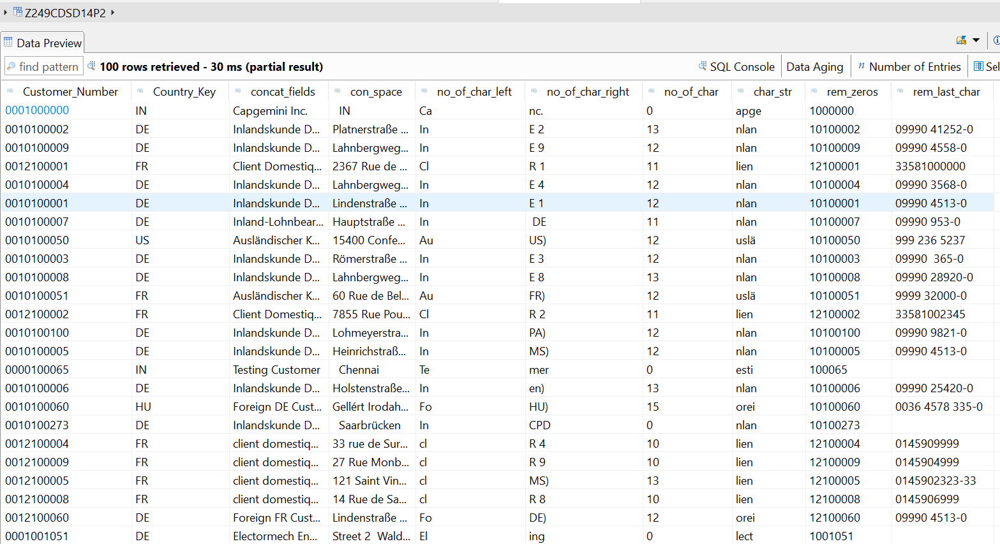 Z249CDSD14P2
Data Preview
find pattern 100 rows retrieved - 30 ms (partial result) SQL Console Data Aging Number of Entries Sel
Customer_Number Country_Key concat_fields con_space no_of_char_left no_of_char_right no_of_char char_str rem_zeros rem_last_char
0001000000 IN Capgemini Inc. IN Ca nc. 0 apge 1000000
0010100002 DE Inlandskunde D... Platnerstraße ... In E 2 13 nlan 10100002 09990 41252-0
0010100009 DE Inlandskunde D... Lahnbergweg... In E 9 12 nlan 10100009 09990 4558-0
0012100001 FR Client Domestiq... 2367 Rue de ... Cl R 1 11 lien 12100001 33581000000
0010100004 DE Inlandskunde D... Lahnbergweg... In E 4 12 nlan 10100004 09990 3568-0
0010100001 DE Inlandskunde D... Lindenstraße ... In E 1 12 nlan 10100001 09990 4513-0
0010100007 DE Inland-Lohnbear... Hauptstraße ... In DE 11 nlan 10100007 09990 953-0
0010100050 US Ausländischer K... 15400 Confe... Au US) 12 uslä 10100050 999 236 5237
0010100003 DE Inlandskunde D... Römerstraße ... In E 3 12 nlan 10100003 09990  365-0
0010100008 DE Inlandskunde D... Lahnbergweg... In E 8 13 nlan 10100008 09990 28920-0
0010100051 FR Ausländischer K... 60 Rue de Bel... Au FR) 12 uslä 10100051 9999 32000-0
0012100002 FR Client Domestiq... 7855 Rue Pou... Cl R 2 11 lien 12100002 33581002345
0010100100 DE Inlandskunde D... Lohmeyerstra... In PA) 12 nlan 10100100 09990 9821-0
0010100005 DE Inlandskunde D... Heinrichstraß... In MS) 12 nlan 10100005 09990 4513-0
0000100065 IN Testing Customer Chennai Te mer 0 esti 100065
0010100006 DE Inlandskunde D... Holstenstraße... In en) 13 nlan 10100006 09990 25420-0
0010100060 HU Foreign DE Cust... Gellért Irodah... Fo HU) 15 orei 10100060 0036 4578 335-0
0010100273 DE Inlandskunde D... Saarbrücken In CPD 0 nlan 10100273
0012100004 FR client domestiq... 33 rue de Sur... cl R 4 10 lien 12100004 0145909999
0012100009 FR client domestiq... 27 Rue Monb... cl R 9 10 lien 12100009 0145904999
0012100005 FR client domestiq... 121 Saint Vin... cl MS) 13 lien 12100005 0145902323-33
0012100008 FR client domestiq... 14 Rue de Sa... cl R 8 10 lien 12100008 0145906999
0012100060 DE Foreign FR Cust... Lindenstraße ... Fo DE) 12 orei 12100060 09990 4513-0
0001001051 DE Electormech En... Street 2  Wald... El ing 0 lect 1001051